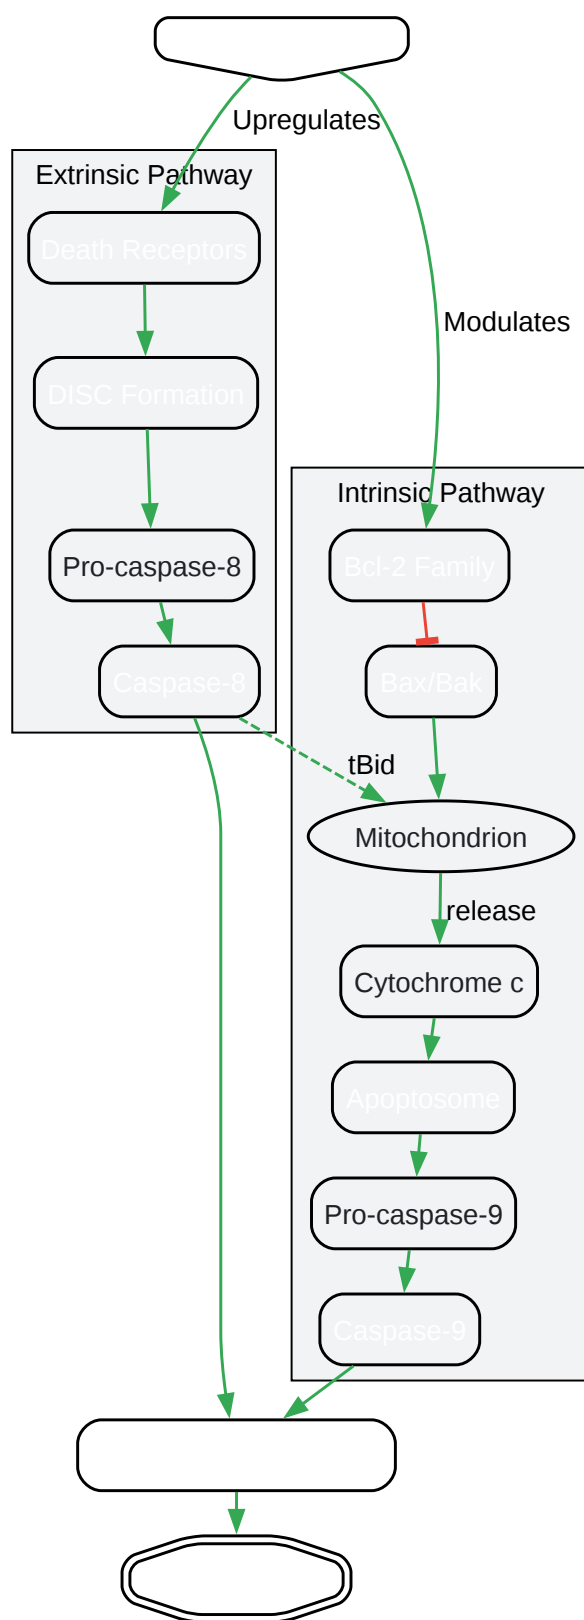 Upregulates
Extrinsic Pathway
Death Receptors
Modulates
DISC Formation
Intrinsic Pathway
Pro-caspase-8
Bcl-2 Family
Caspase-8
Bax/Bak
tBid
Mitochondrion
release
Cytochrome c
Apoptosome
Pro-caspase-9
Caspase-9